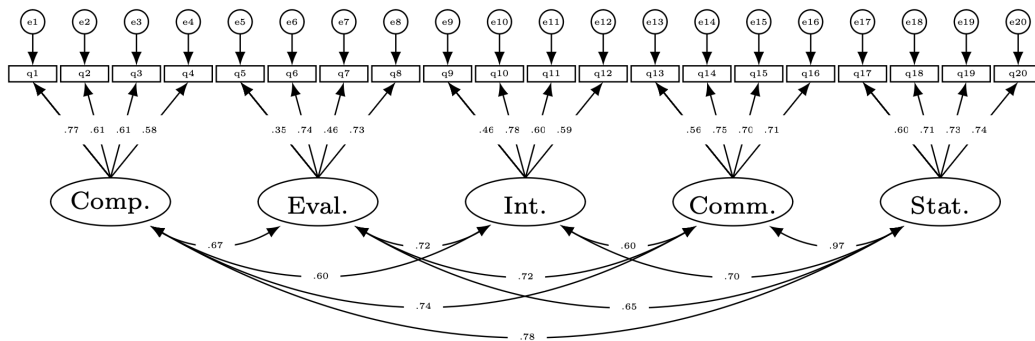 e1 e2 e3 e4 e5 e6 e7 e8 e9 e10 e11 e12 e13 e14 e15 e16 e17 e18 e19 e20
q1 q2 q3 q4 q5 q6 q7 q8 q9 q10 q11 q12 q13 q14 q15 q16 q17 q18 q19 q20
.77 .61 .61 .58 .35 .74 .46 .73 .46 .78 .60 .59 .56 .75 .70 .71 .60 .71 .73 .74
Comp. Eval. Int. Comm. Stat.
.67 .72 .60 .97
.60 .72 .70
.74 .65
.78